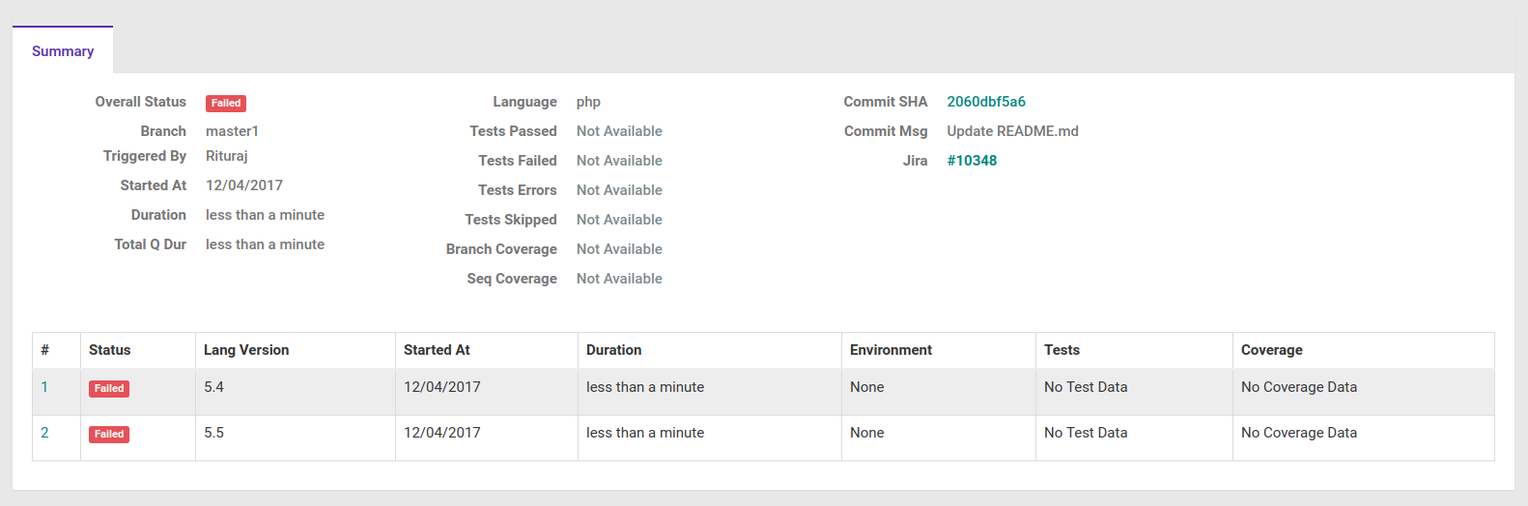 Summary
Overall Status Failed
Branch master1
Triggered By Rituraj
Started At 12/04/2017
Duration less than a minute
Total Q Dur less than a minute
Language php
Tests Passed Not Available
Tests Failed Not Available
Tests Errors Not Available
Tests Skipped Not Available
Branch Coverage Not Available
Seq Coverage Not Available
Commit SHA 2060dbf5a6
Commit Msg Update README.md
Jira #10348
# Status Lang Version Started At Duration Environment Tests Coverage
1 Failed 5.4 12/04/2017 less than a minute None No Test Data No Coverage Data
2 Failed 5.5 12/04/2017 less than a minute None No Test Data No Coverage Data